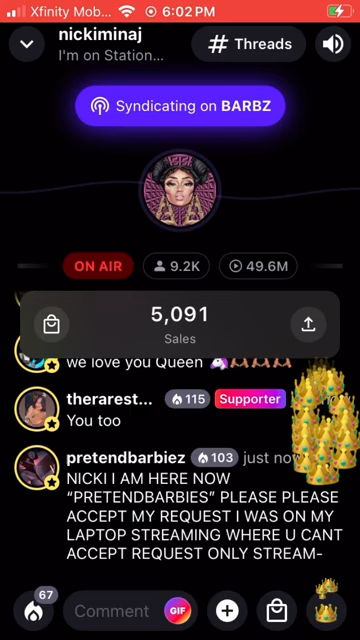 Xfinity Mob... 6:02 PM
nickiminaj
I'm on Station...
# Threads
Syndicating on BARBZ
ON AIR 9.2K 49.6M
5,091
Sales
we love you Queen
therarest... 115 Supporter
You too
pretendbarbiez 103 just now
NICKI I AM HERE NOW
“PRETENDBARBIES” PLEASE PLEASE
ACCEPT MY REQUEST I WAS ON MY
LAPTOP STREAMING WHERE U CANT
ACCEPT REQUEST ONLY STREAM-
67
Comment GIF